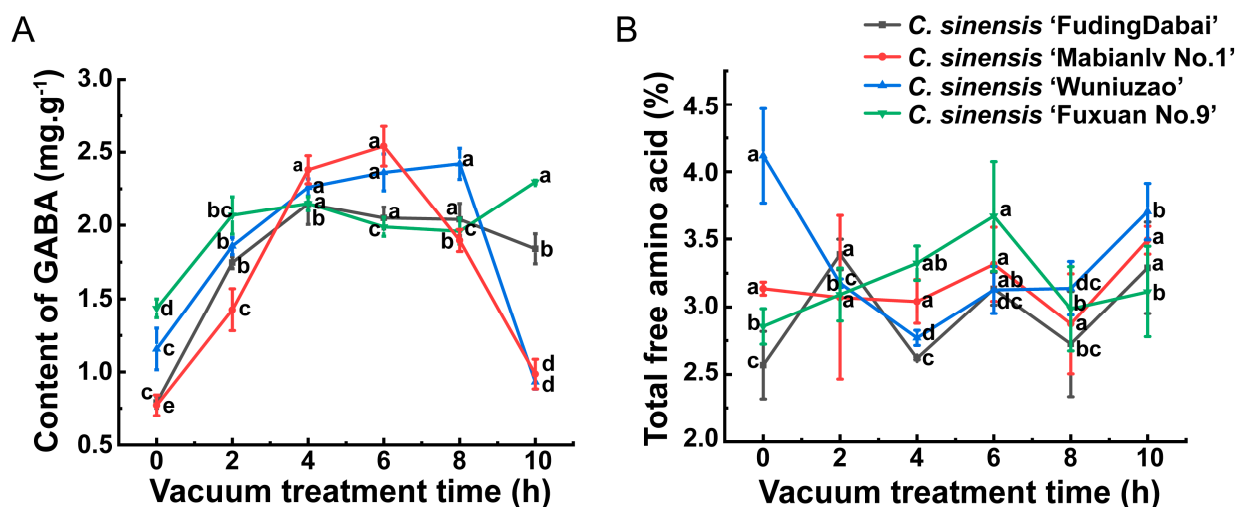 A
B
C. sinensis ‘FudingDabai’
C. sinensis ‘Mabianlv No.1’
C. sinensis ‘Wuniuzao’
C. sinensis ‘Fuxuan No.9’
Content of GABA (mg.g⁻¹)
3.0
2.5
2.0
1.5
1.0
0.5
d
c
c
e
bc
b
b
c
a
a
a
b
a
a
a
c
a
a
b
c
a
b
d
d
0 2 4 6 8 10
Vacuum treatment time (h)
Total free amino acid (%)
4.5
4.0
3.5
3.0
2.5
2.0
a
a
b
c
a
c
b
a
ab
a
d
c
a
a
ab
dc
dc
b
a
bc
b
a
a
b
0 2 4 6 8 10
Vacuum treatment time (h)